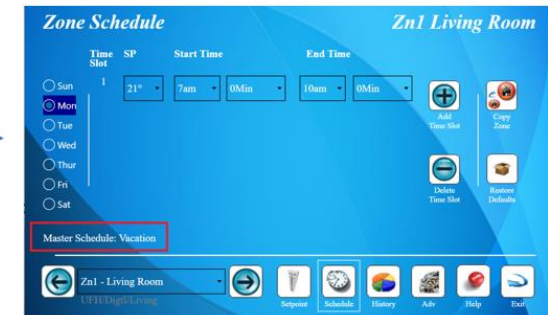 Zone Schedule
Zn1 Living Room
Time Slot SP Start Time End Time
Sun 1 21° 7am 0Min 10am 0Min
Mon
Tue
Wed
Thur
Fri
Sat
Add Time Slot
Copy Zone
Delete Time Slot
Restore Defaults
Master Schedule: Vacation
Zn1 - Living Room
UFH/Digtl/Living
Setpoint Schedule History Adv Help Exit